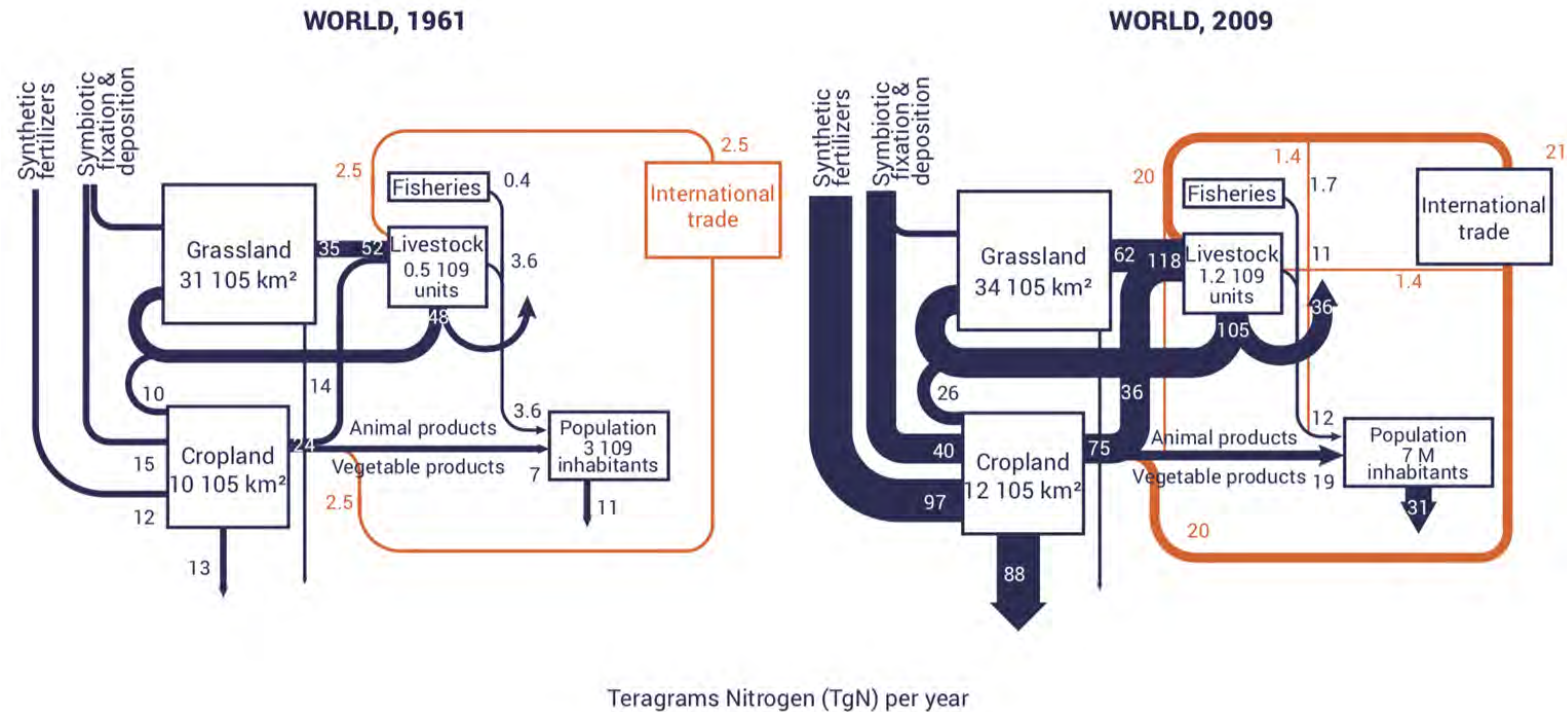 WORLD, 1961
Synthetic
fertilizers
Symbiotic
fixation &
deposition
Grassland
31 105 km²
35
52
2.5
Fisheries
0.4
Livestock
0.5 109
units
3.6
48
2.5
International
trade
10
14
Cropland
10 105 km²
15
12
13
24
Animal products
Vegetable products
3.6
7
Population
3 109
inhabitants
11
2.5
WORLD, 2009
Synthetic
fertilizers
Symbiotic
fixation &
deposition
Grassland
34 105 km²
62
118
20
1.4
Fisheries
1.7
Livestock
1.2 109
units
11
1.4
105
36
21
International
trade
26
36
Cropland
12 105 km²
40
97
88
75
Animal products
Vegetable products
12
19
Population
7 M
inhabitants
31
20
Teragrams Nitrogen (TgN) per year